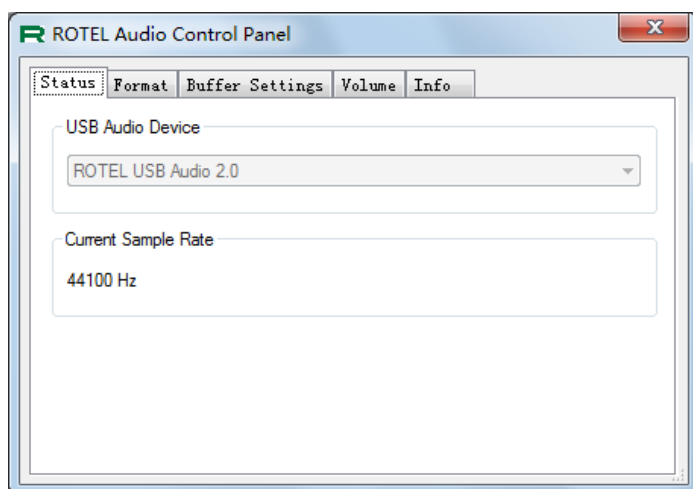 ROTEL Audio Control Panel
Status Format Buffer Settings Volume Info
USB Audio Device
ROTEL USB Audio 2.0
Current Sample Rate
44100 Hz